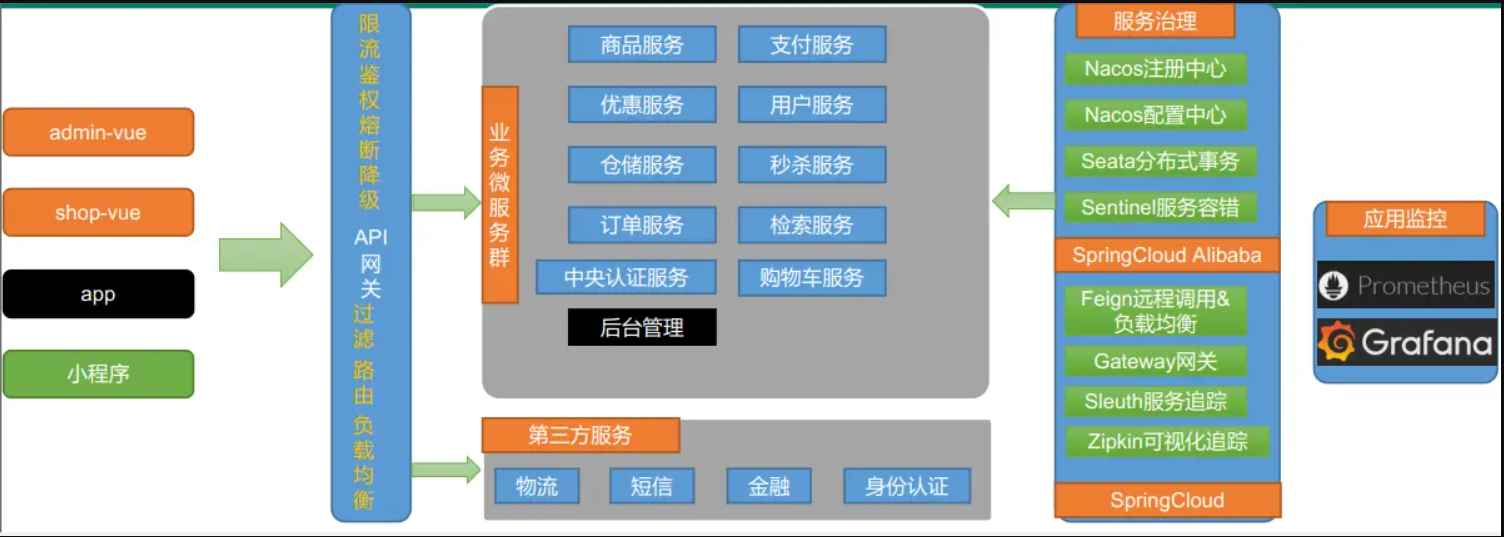 admin-vue
shop-vue
app
小程序
限流鉴权熔断降级
API
网关
过滤
路由
负载均衡
业务微服务群
商品服务
支付服务
优惠服务
用户服务
仓储服务
秒杀服务
订单服务
检索服务
中央认证服务
购物车服务
后台管理
第三方服务
物流
短信
金融
身份认证
服务治理
Nacos注册中心
Nacos配置中心
Seata分布式事务
Sentinel服务容错
SpringCloud Alibaba
Feign远程调用&
负载均衡
Gateway网关
Sleuth服务追踪
Zipkin可视化追踪
SpringCloud
应用监控
Prometheus
Grafana